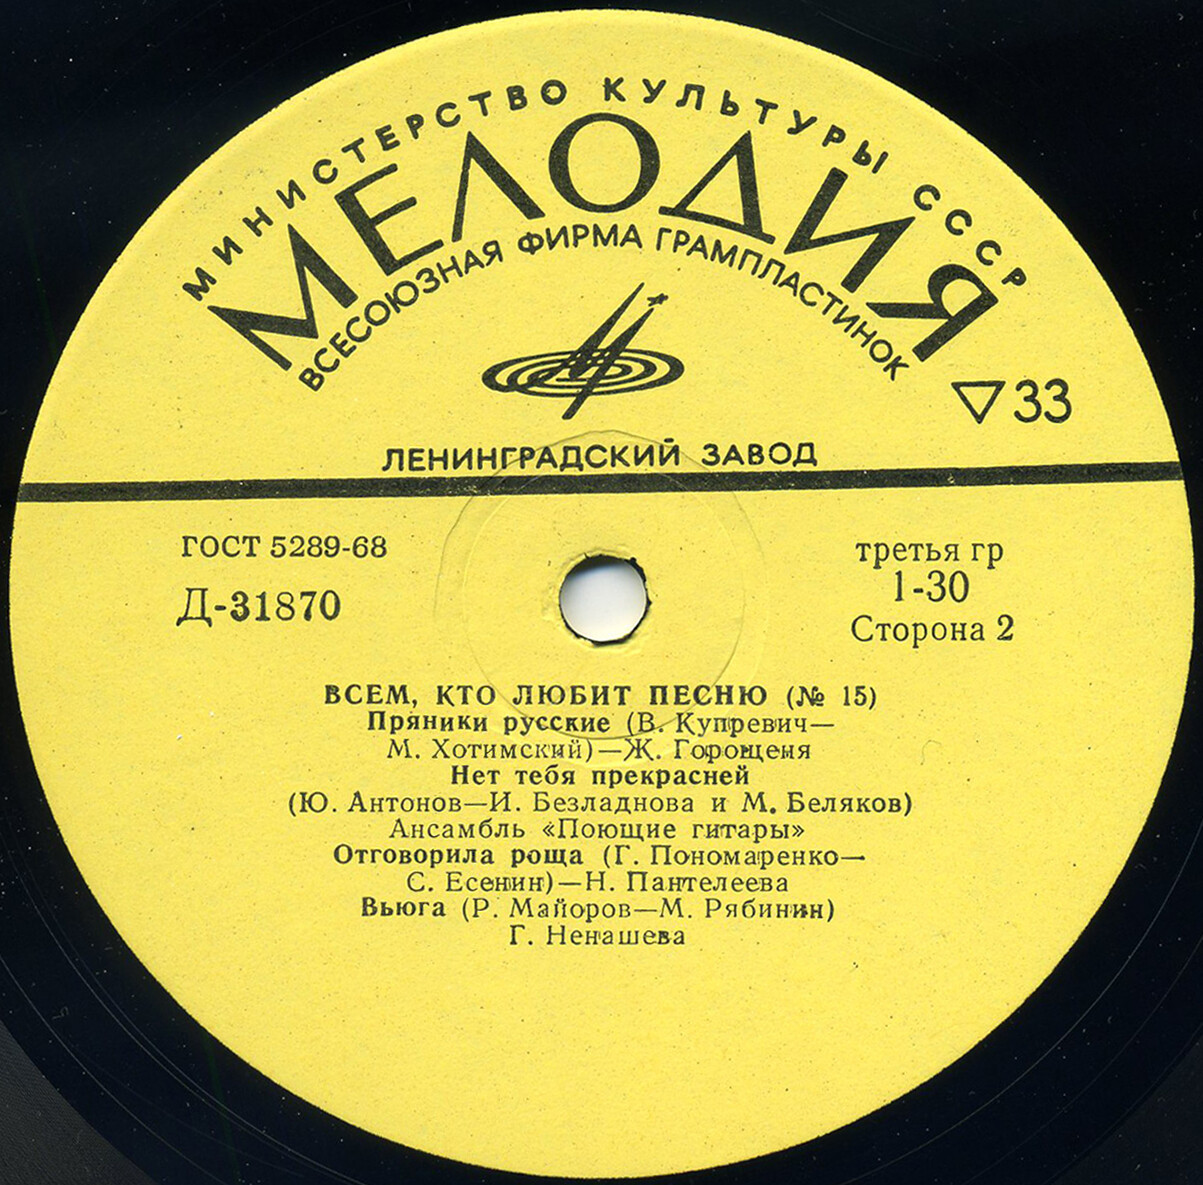 МИНИСТЕРСТВО КУЛЬТУРЫ СССР
МЕЛОДИЯ
ВСЕСОЮЗНАЯ ФИРМА ГРАМПЛАСТИНОК
33
ЛЕНИНГРАДСКИЙ ЗАВОД
ГОСТ 5289-68
Д-31870
третья гр
1-30
Сторона 2
ВСЕМ, КТО ЛЮБИТ ПЕСНЮ (№ 15)
Пряники русские (В. Купревич—
М. Хотимский)—Ж. Горощеня
Нет тебя прекрасней
(Ю. Антонов—И. Безладнова и М. Беляков)
Ансамбль «Поющие гитары»
Отговорила роща (Г. Пономаренко—
С. Есенин)—Н. Пантелеева
Вьюга (Р. Майоров—М. Рябинин)
Г. Ненашева